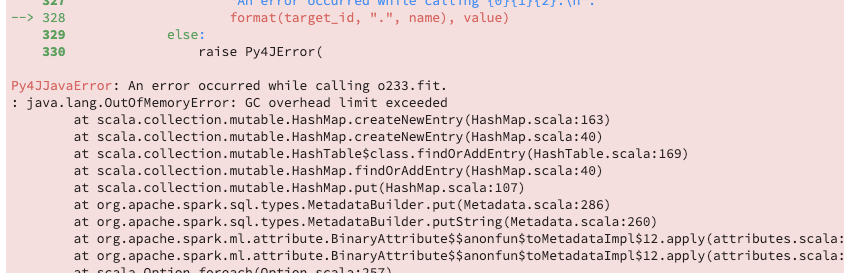 327 "An error occurred while calling {0}{1}{2}.\n".
--> 328 format(target_id, ".", name), value)
329 else:
330 raise Py4JError(
Py4JJavaError: An error occurred while calling o233.fit.
: java.lang.OutOfMemoryError: GC overhead limit exceeded
at scala.collection.mutable.HashMap.createNewEntry(HashMap.scala:163)
at scala.collection.mutable.HashMap.createNewEntry(HashMap.scala:40)
at scala.collection.mutable.HashTable$class.findOrAddEntry(HashTable.scala:169)
at scala.collection.mutable.HashMap.findOrAddEntry(HashMap.scala:40)
at scala.collection.mutable.HashMap.put(HashMap.scala:107)
at org.apache.spark.sql.types.MetadataBuilder.put(Metadata.scala:286)
at org.apache.spark.sql.types.MetadataBuilder.putString(Metadata.scala:260)
at org.apache.spark.ml.attribute.BinaryAttribute$$anonfun$toMetadataImpl$12.apply(attributes.scala:
at org.apache.spark.ml.attribute.BinaryAttribute$$anonfun$toMetadataImpl$12.apply(attributes.scala:
at scala.Option.foreach(Option.scala:257)